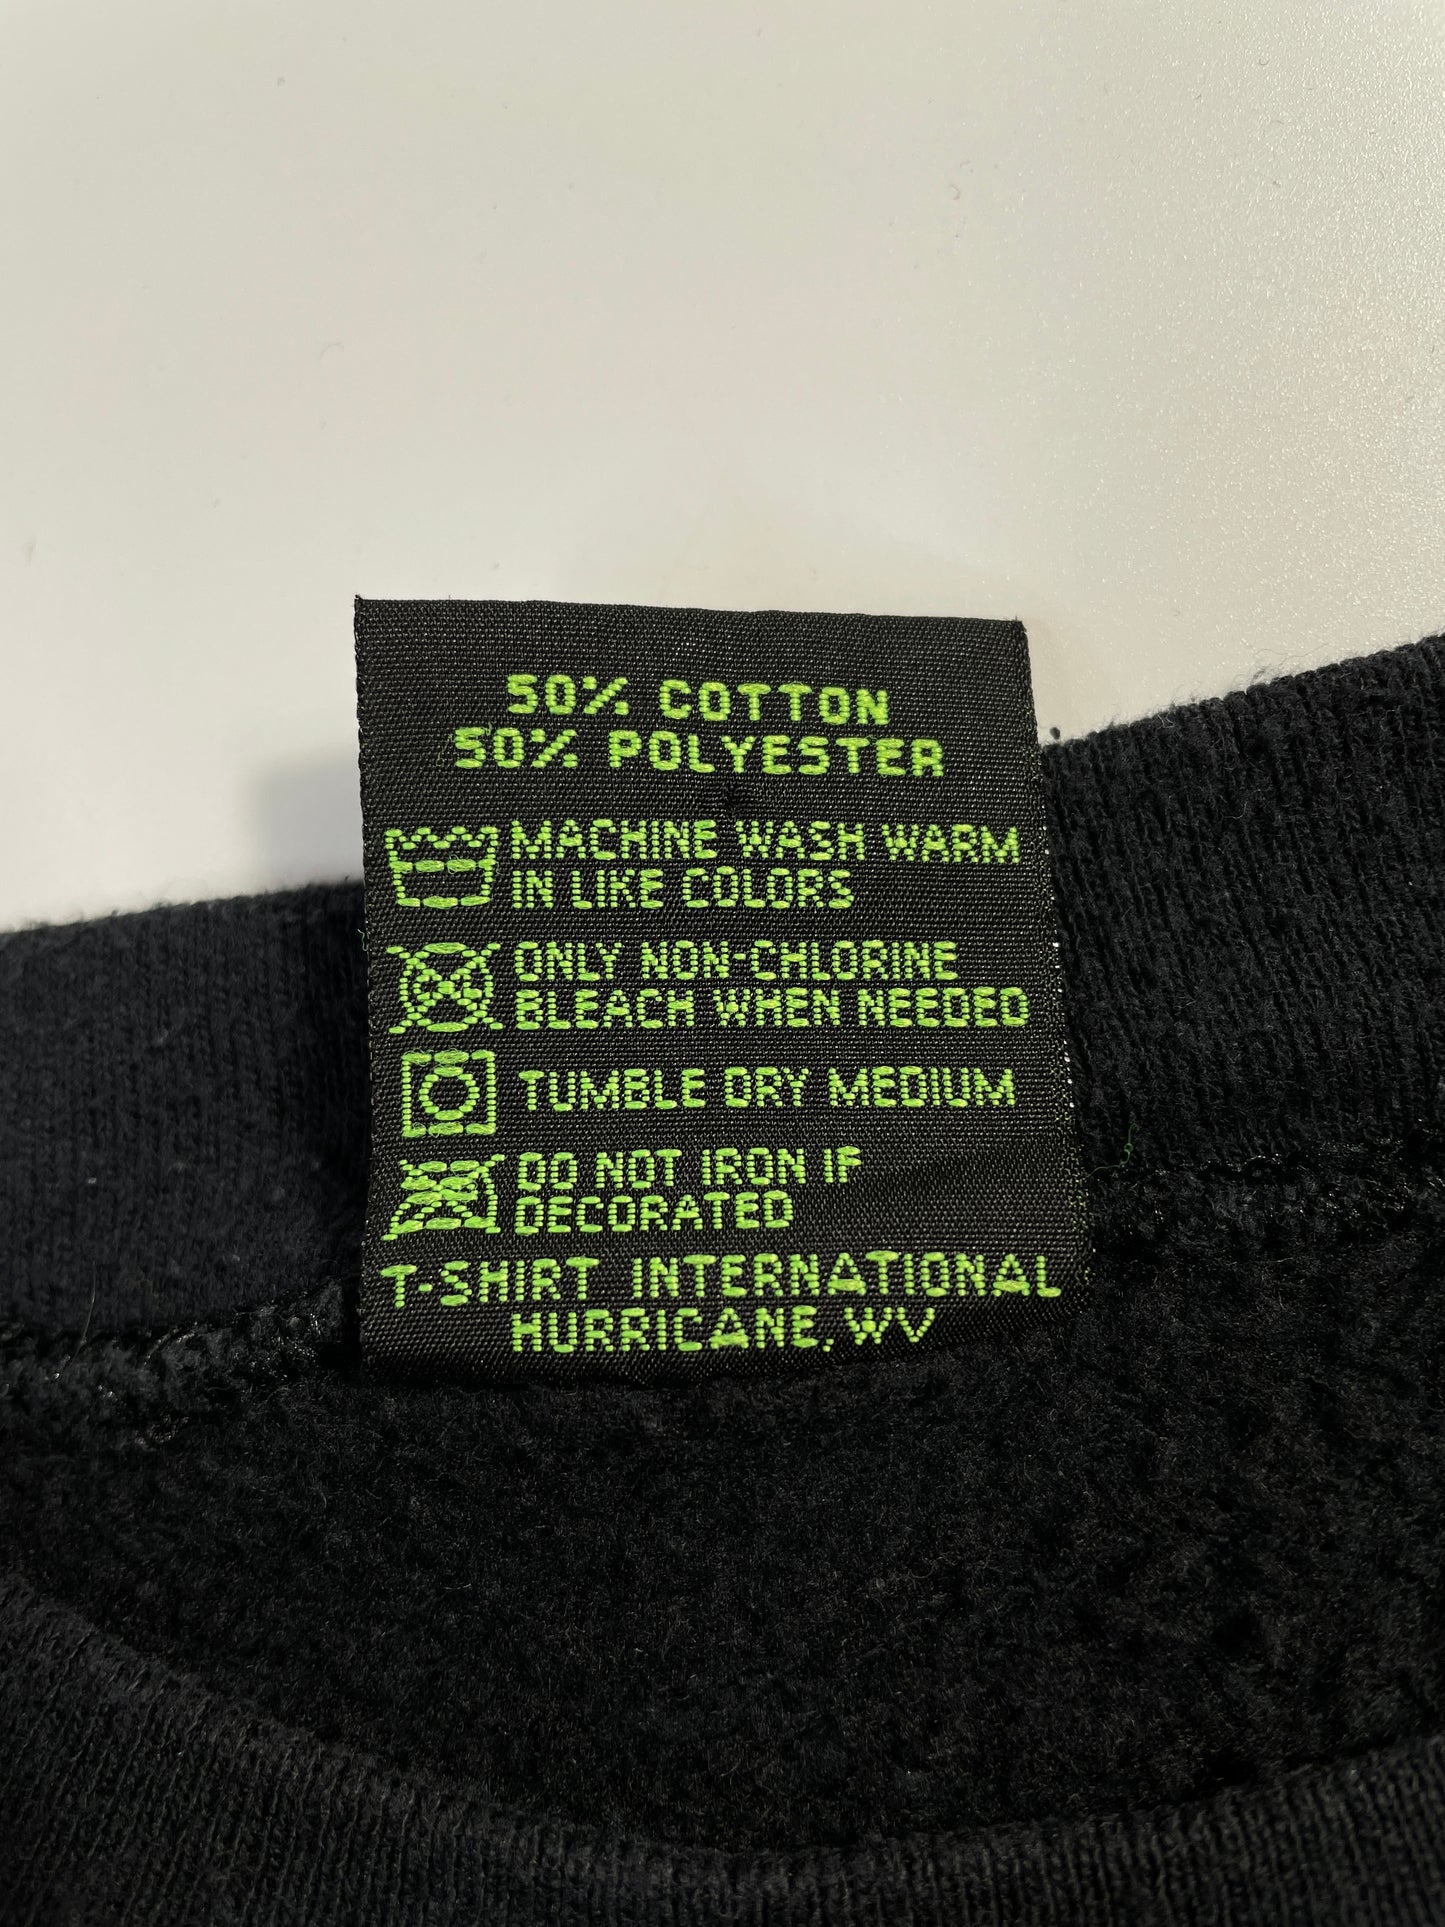 50% COTTON
50% POLYESTER
MACHINE WASH WARM
IN LIKE COLORS
ONLY NON-CHLORINE
BLEACH WHEN NEEDED
TUMBLE DRY MEDIUM
DO NOT IRON IF
DECORATED
T-SHIRT INTERNATIONAL
HURRICANE, WV